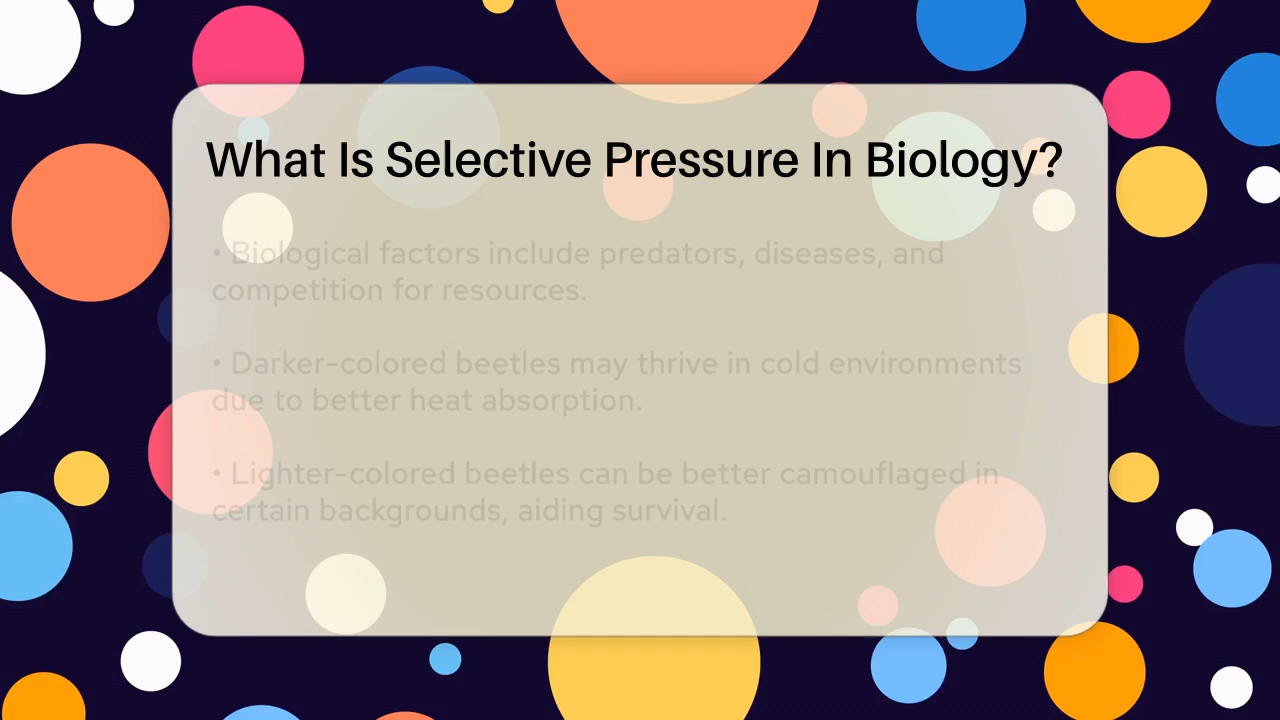 What Is Selective Pressure In Biology?
• Biological factors include predators, diseases, and
competition for resources.
• Darker-colored beetles may thrive in cold environments
due to better heat absorption.
• Lighter-colored beetles can be better camouflaged in
certain backgrounds, aiding survival.